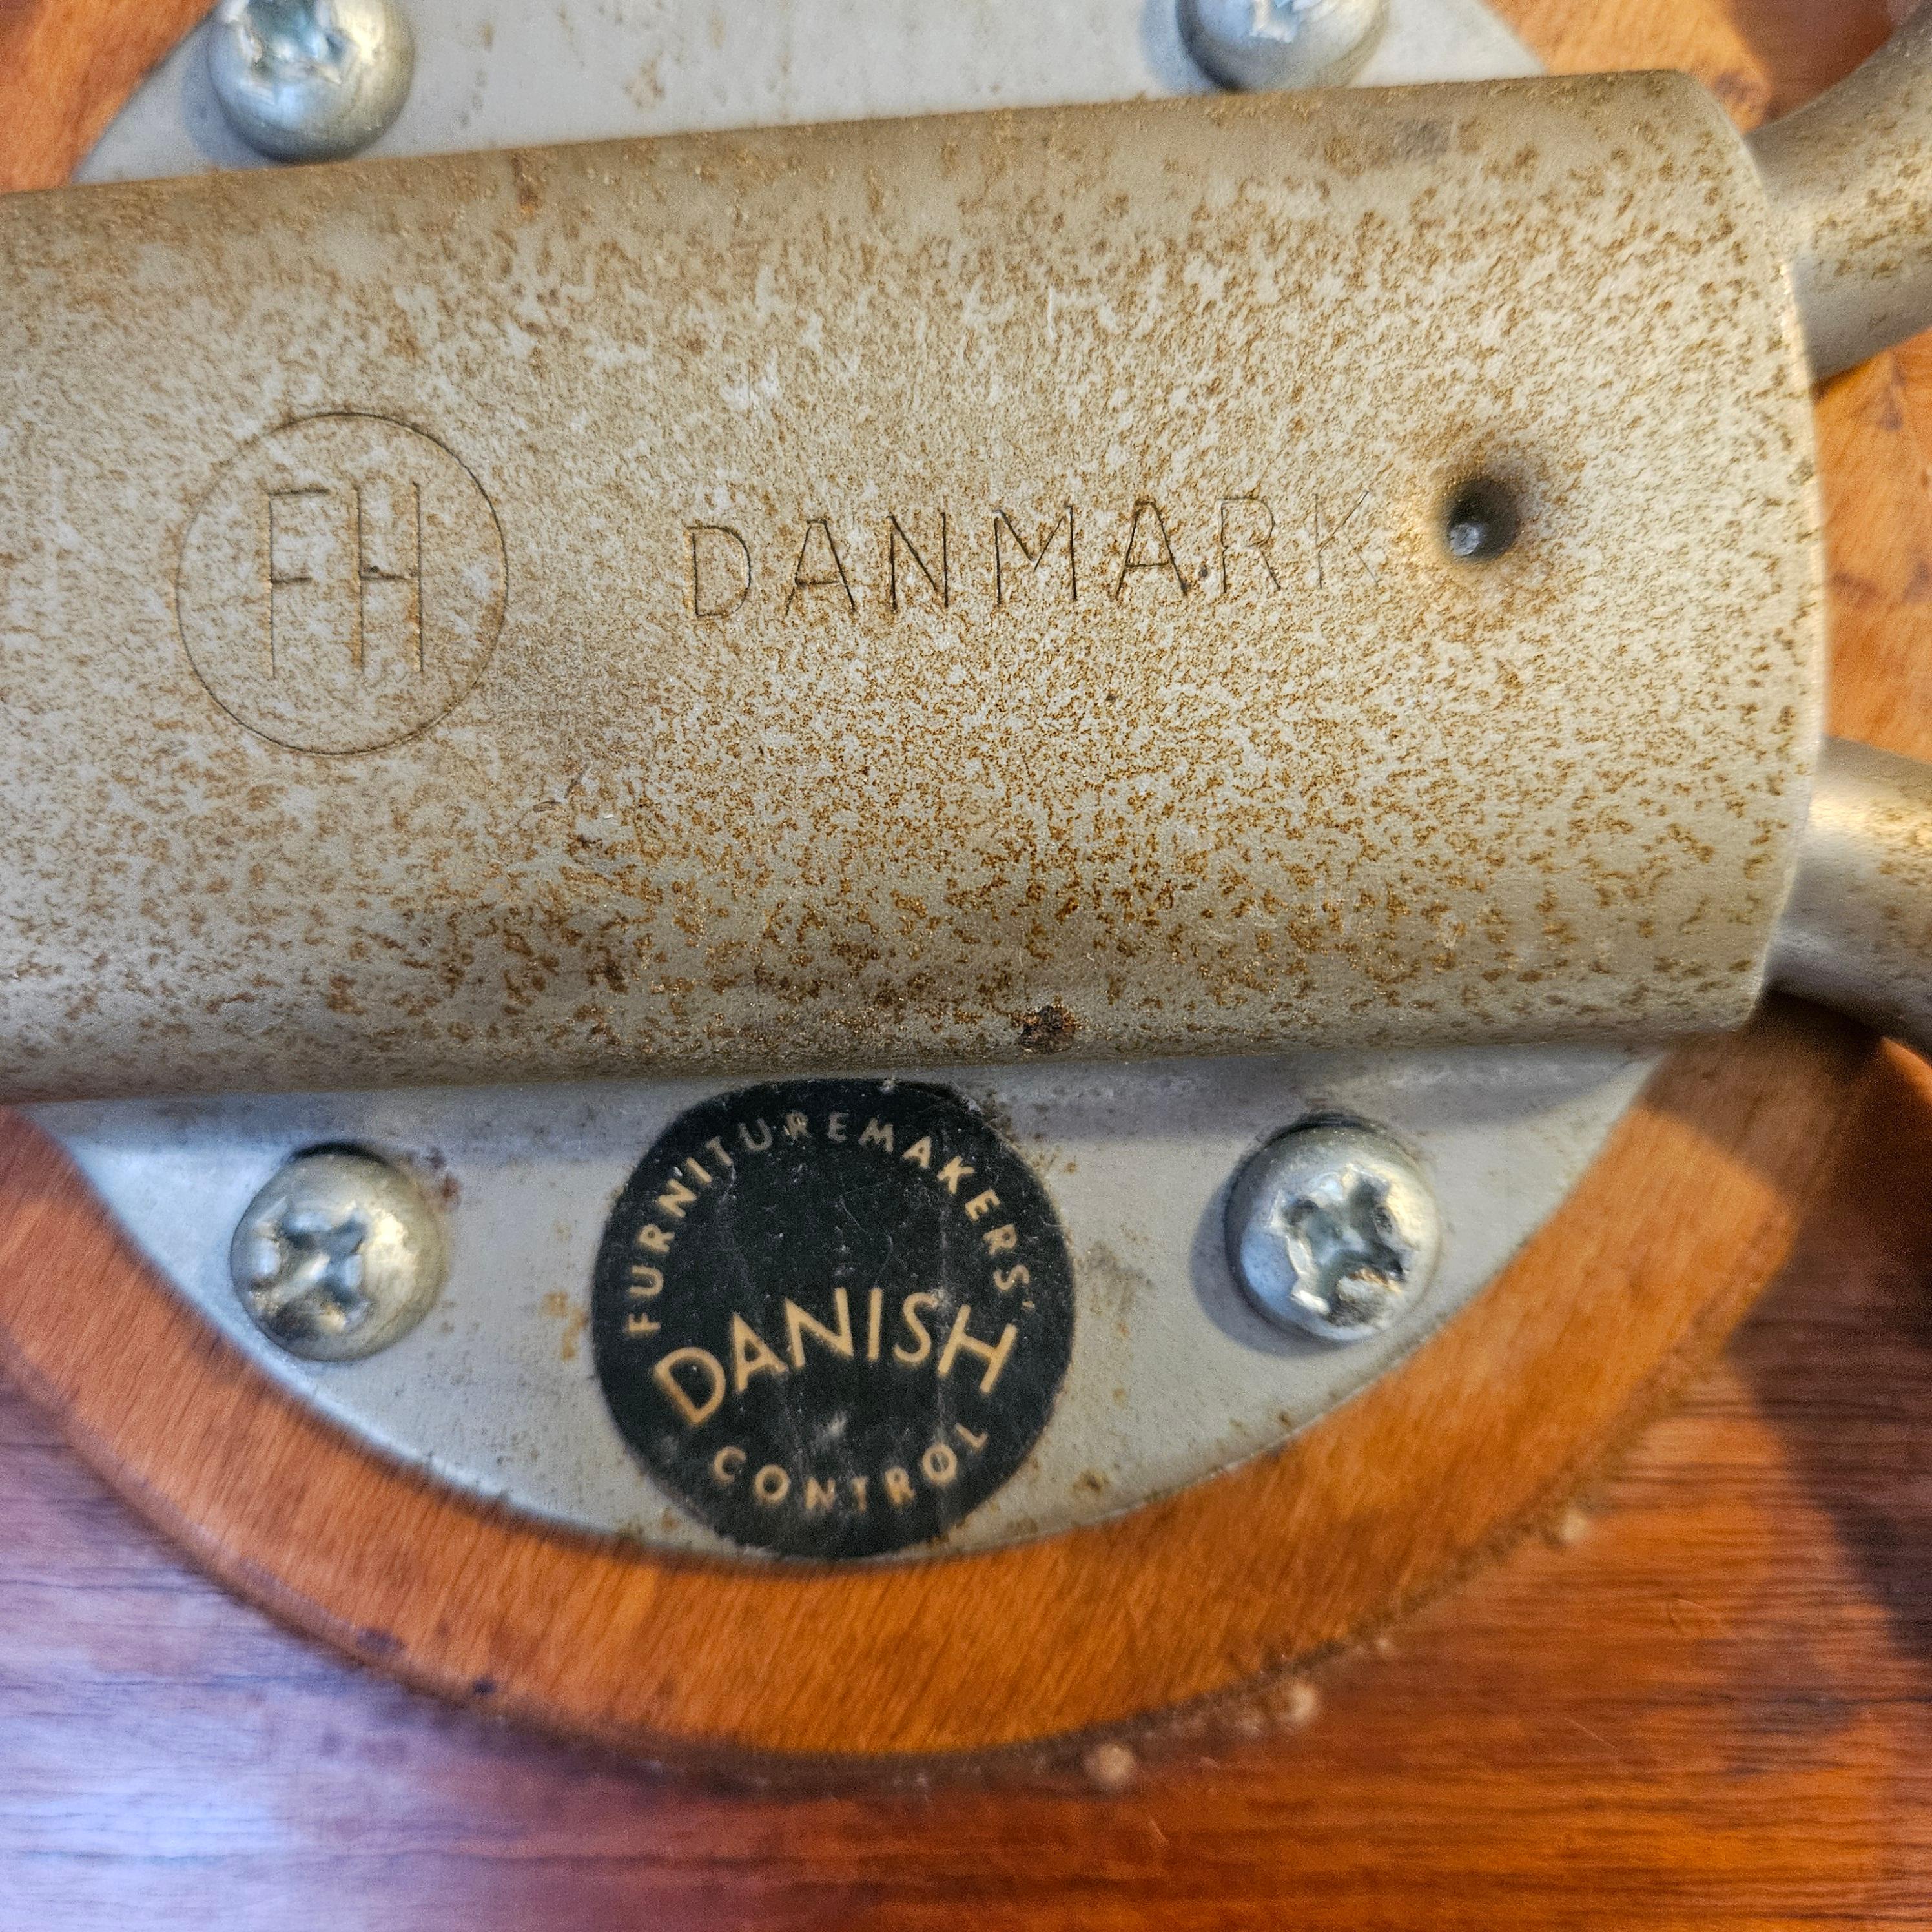 FH
DANMARK
FURNITUREMAKERS'
DANISH
CONTROL